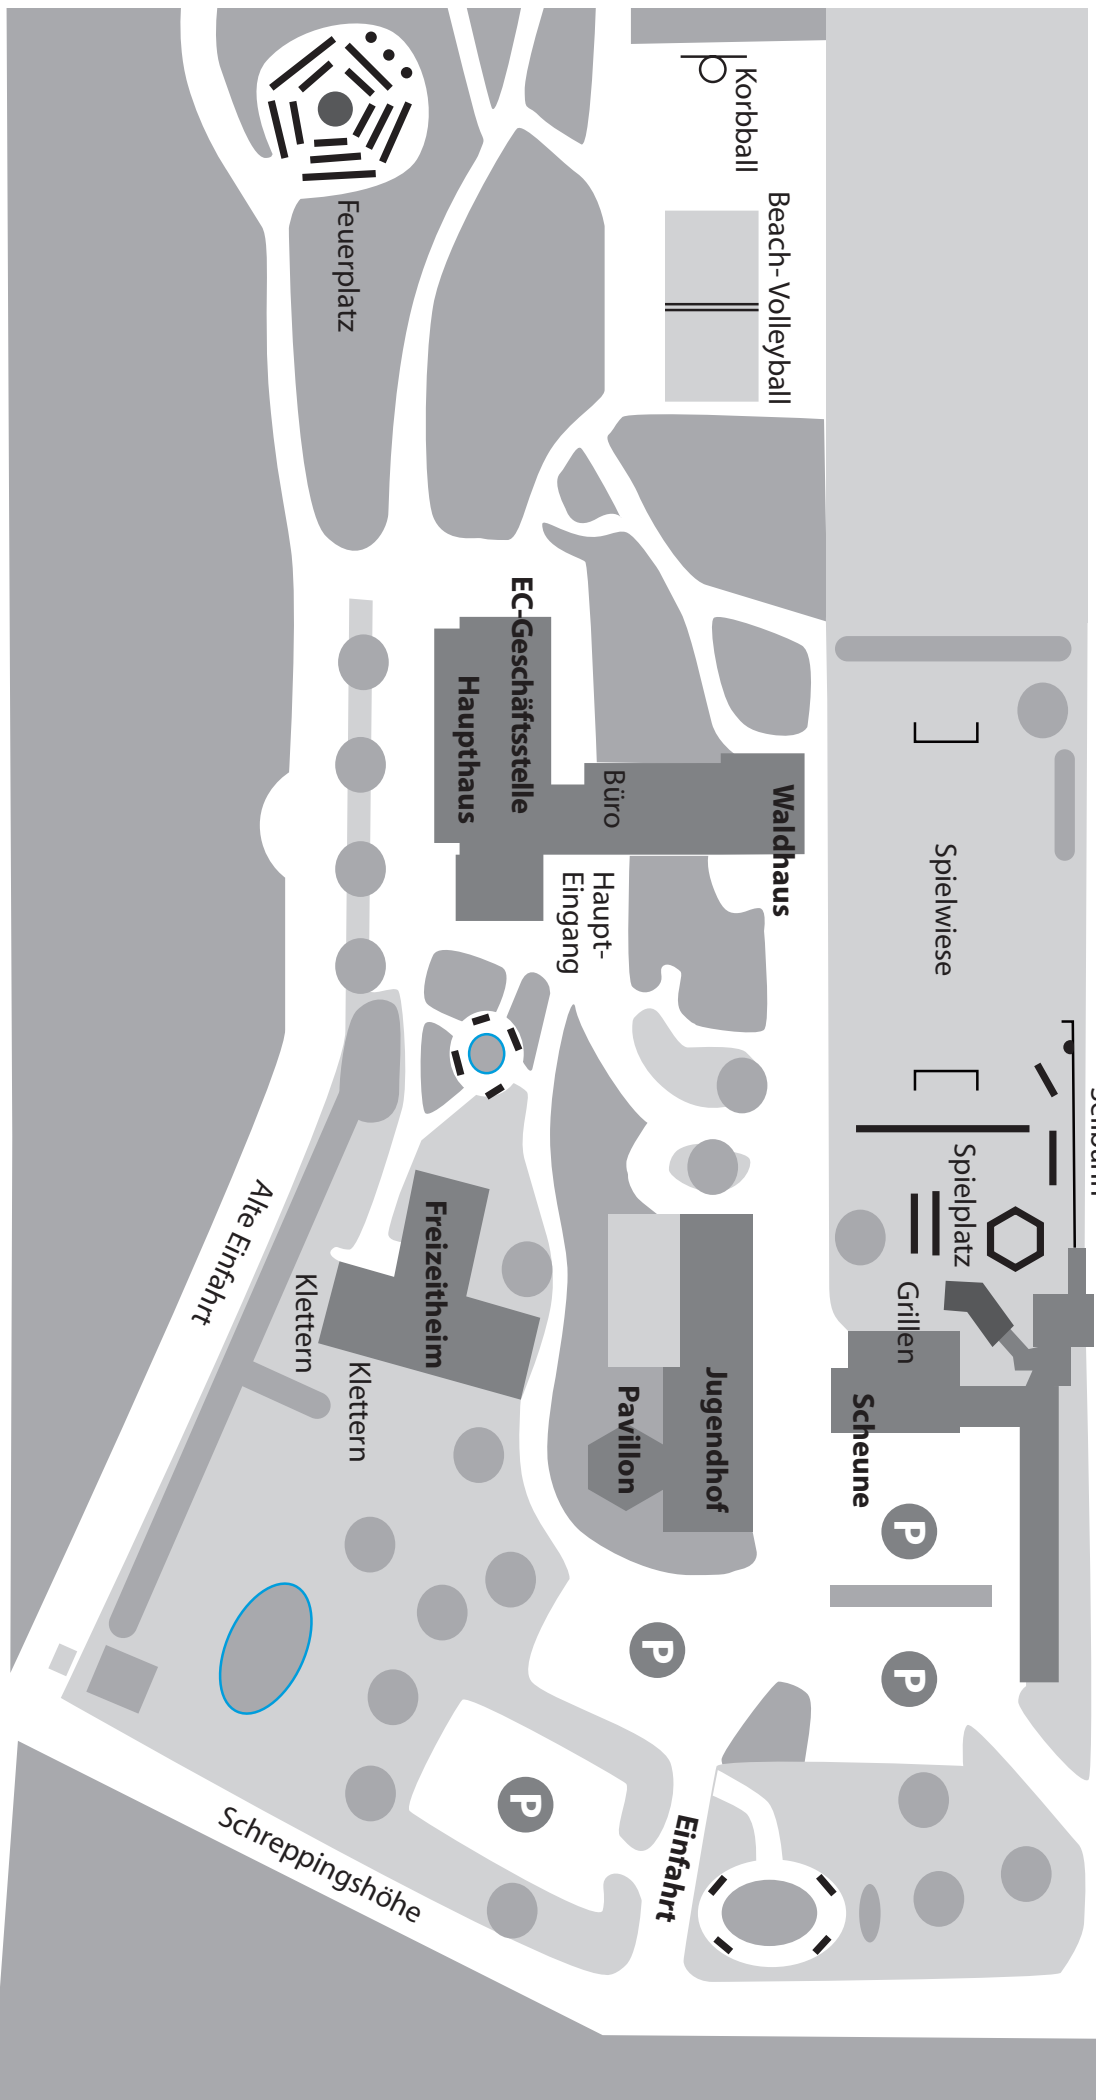 Korbball
Beach- Volleyball
Feuerplatz
EC-Geschäftsstelle
Haupthaus
Büro
Waldhaus
Haupt-
Eingang
Spielwiese
Spielplatz
Grillen
Alte Einfahrt
Klettern
Klettern
Freizeitheim
Pavillon
Jugendhof
Scheune
P
P
P
P
Einfahrt
Schreppingshöhe